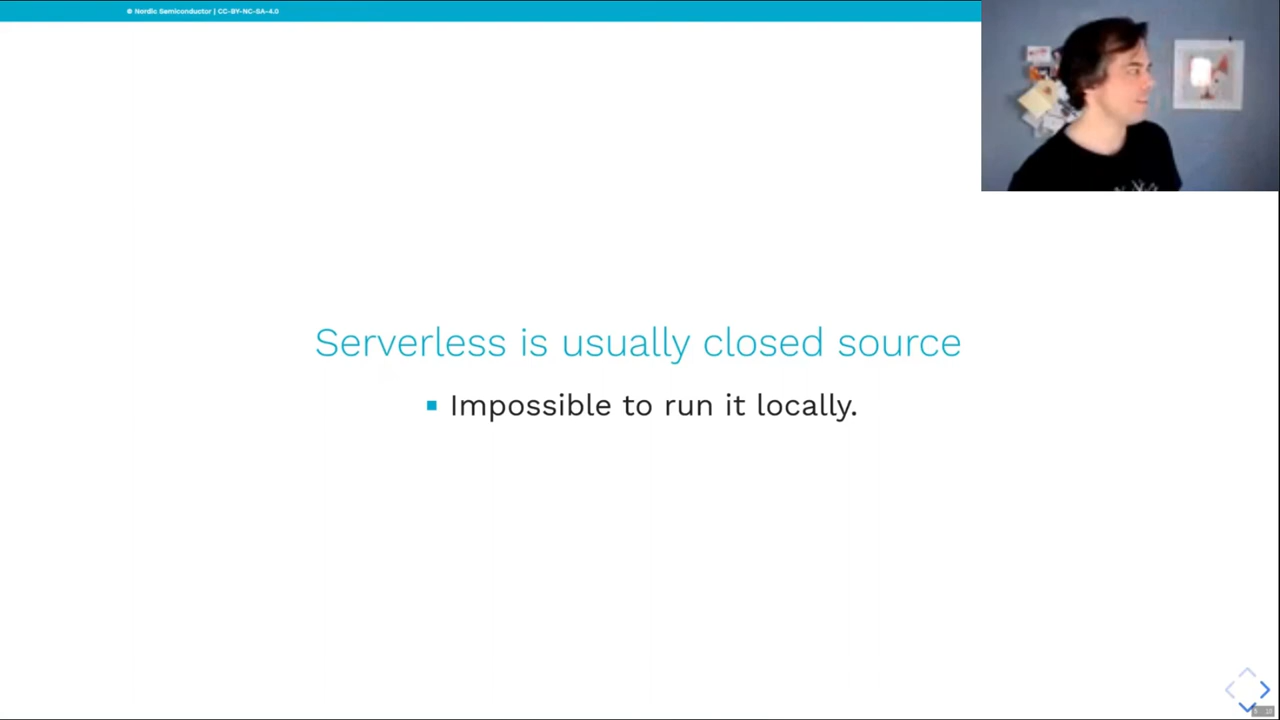 © Nordic Semiconductor | CC-BY-NC-SA-4.0
Serverless is usually closed source
Impossible to run it locally.